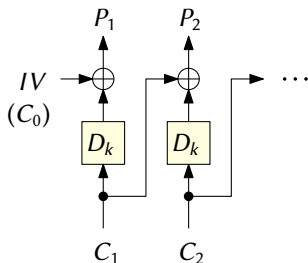 P₁ P₂
IV ⋯
(C₀)
Dₖ Dₖ
C₁ C₂